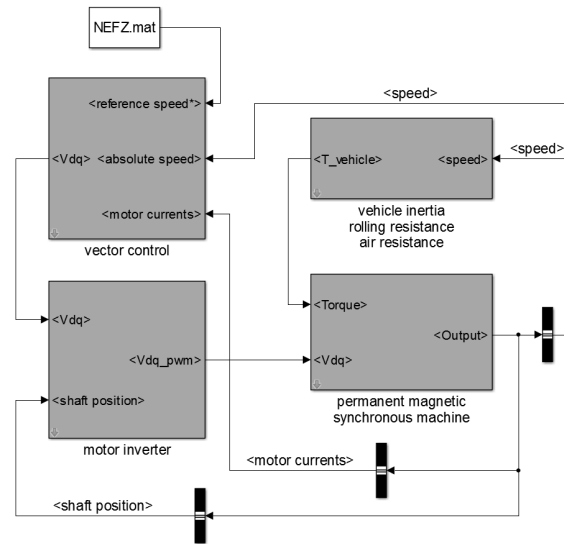 NEFZ.mat
<reference speed*>
<speed>
<Vdq>
<absolute speed>
<T_vehicle>
<speed>
<speed>
<motor currents>
vector control
vehicle inertia
rolling resistance
air resistance
<Vdq>
<Torque>
<Output>
<Vdq_pwm>
<Vdq>
<shaft position>
motor inverter
permanent magnetic
synchronous machine
<motor currents>
<shaft position>